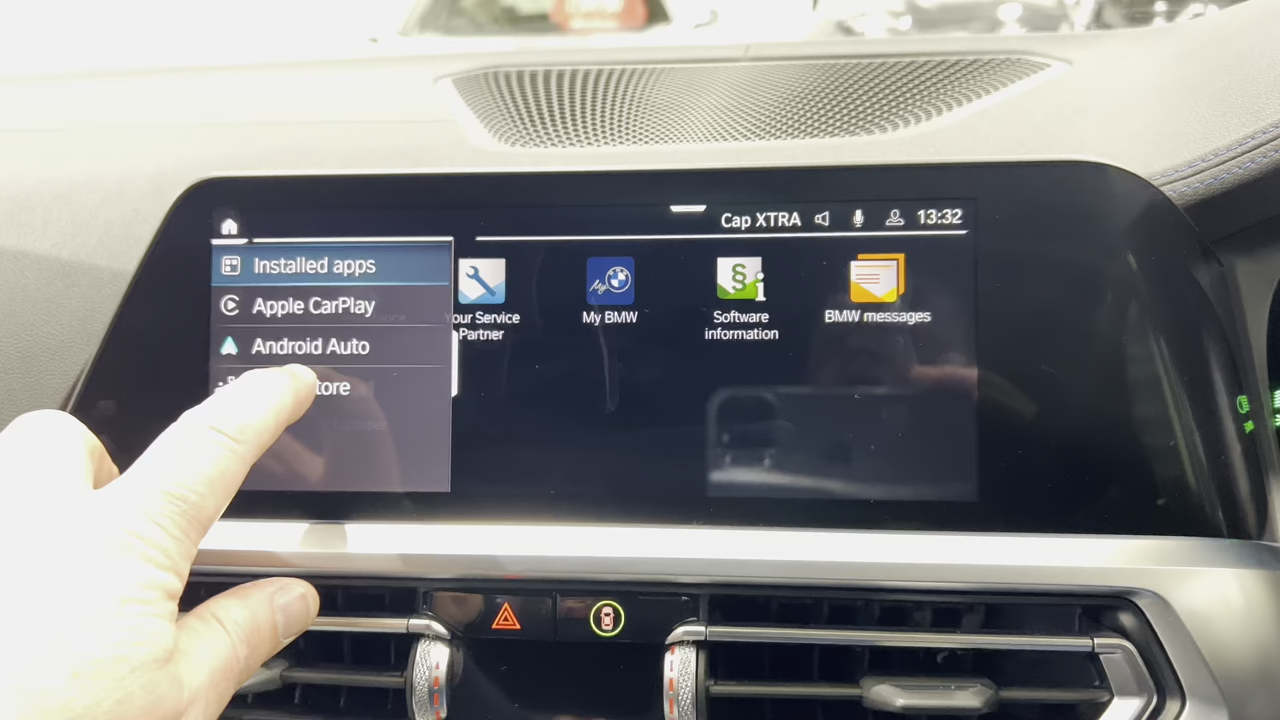 Cap XTRA 13:32
Installed apps
Apple CarPlay
Android Auto
tore
Your Service
Partner
My BMW
Software
information
BMW messages